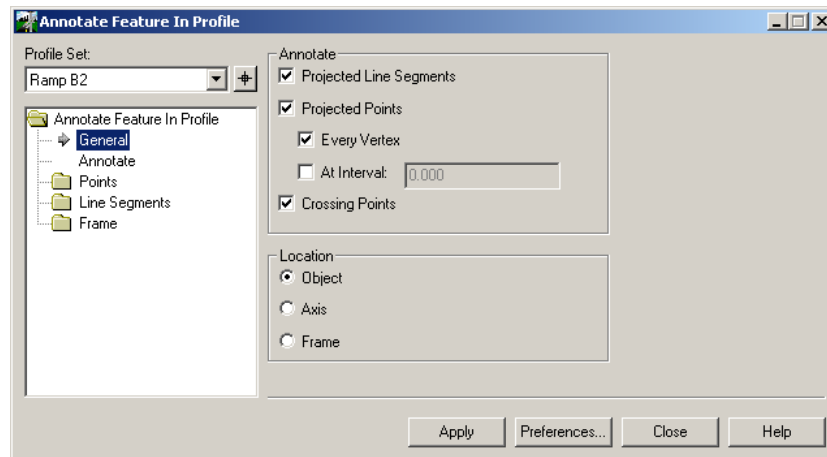 Annotate Feature In Profile
Profile Set:
Ramp B2
Annotate Feature In Profile
General
Annotate
Points
Line Segments
Frame
Annotate
Projected Line Segments
Projected Points
Every Vertex
At Interval: 0.000
Crossing Points
Location
Object
Axis
Frame
Apply Preferences... Close Help